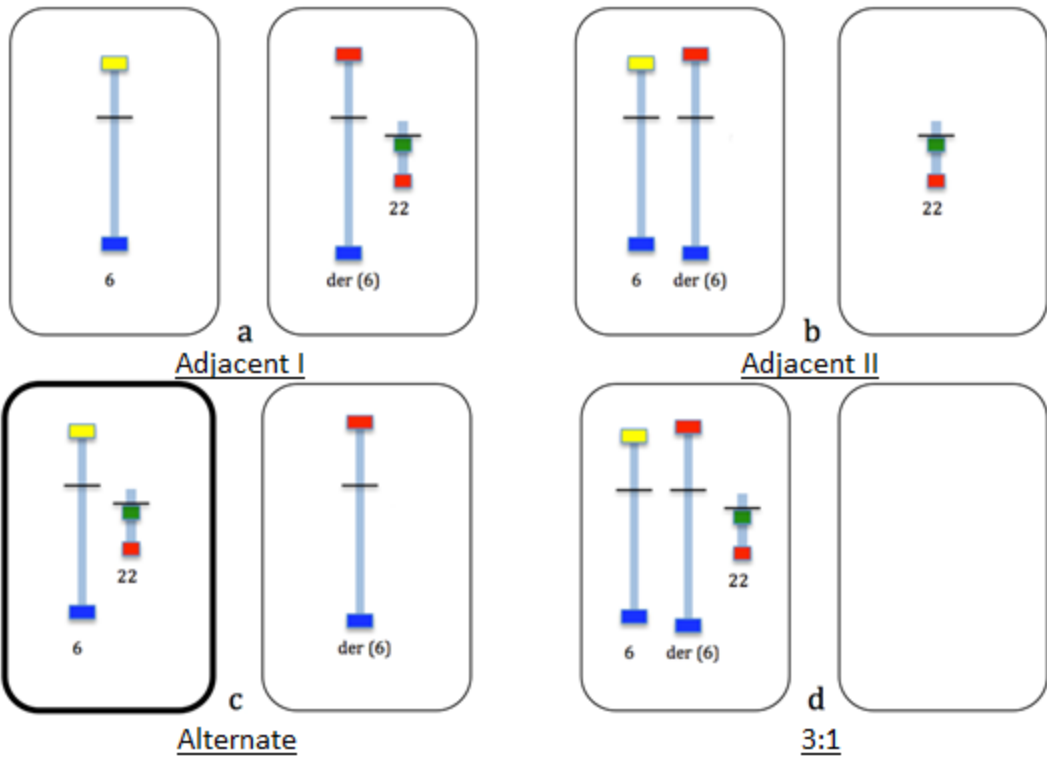 22
6
der (6)
a
Adjacent I
22
6
der (6)
b
Adjacent II
22
6
der (6)
c
Alternate
22
6
der (6)
d
3:1